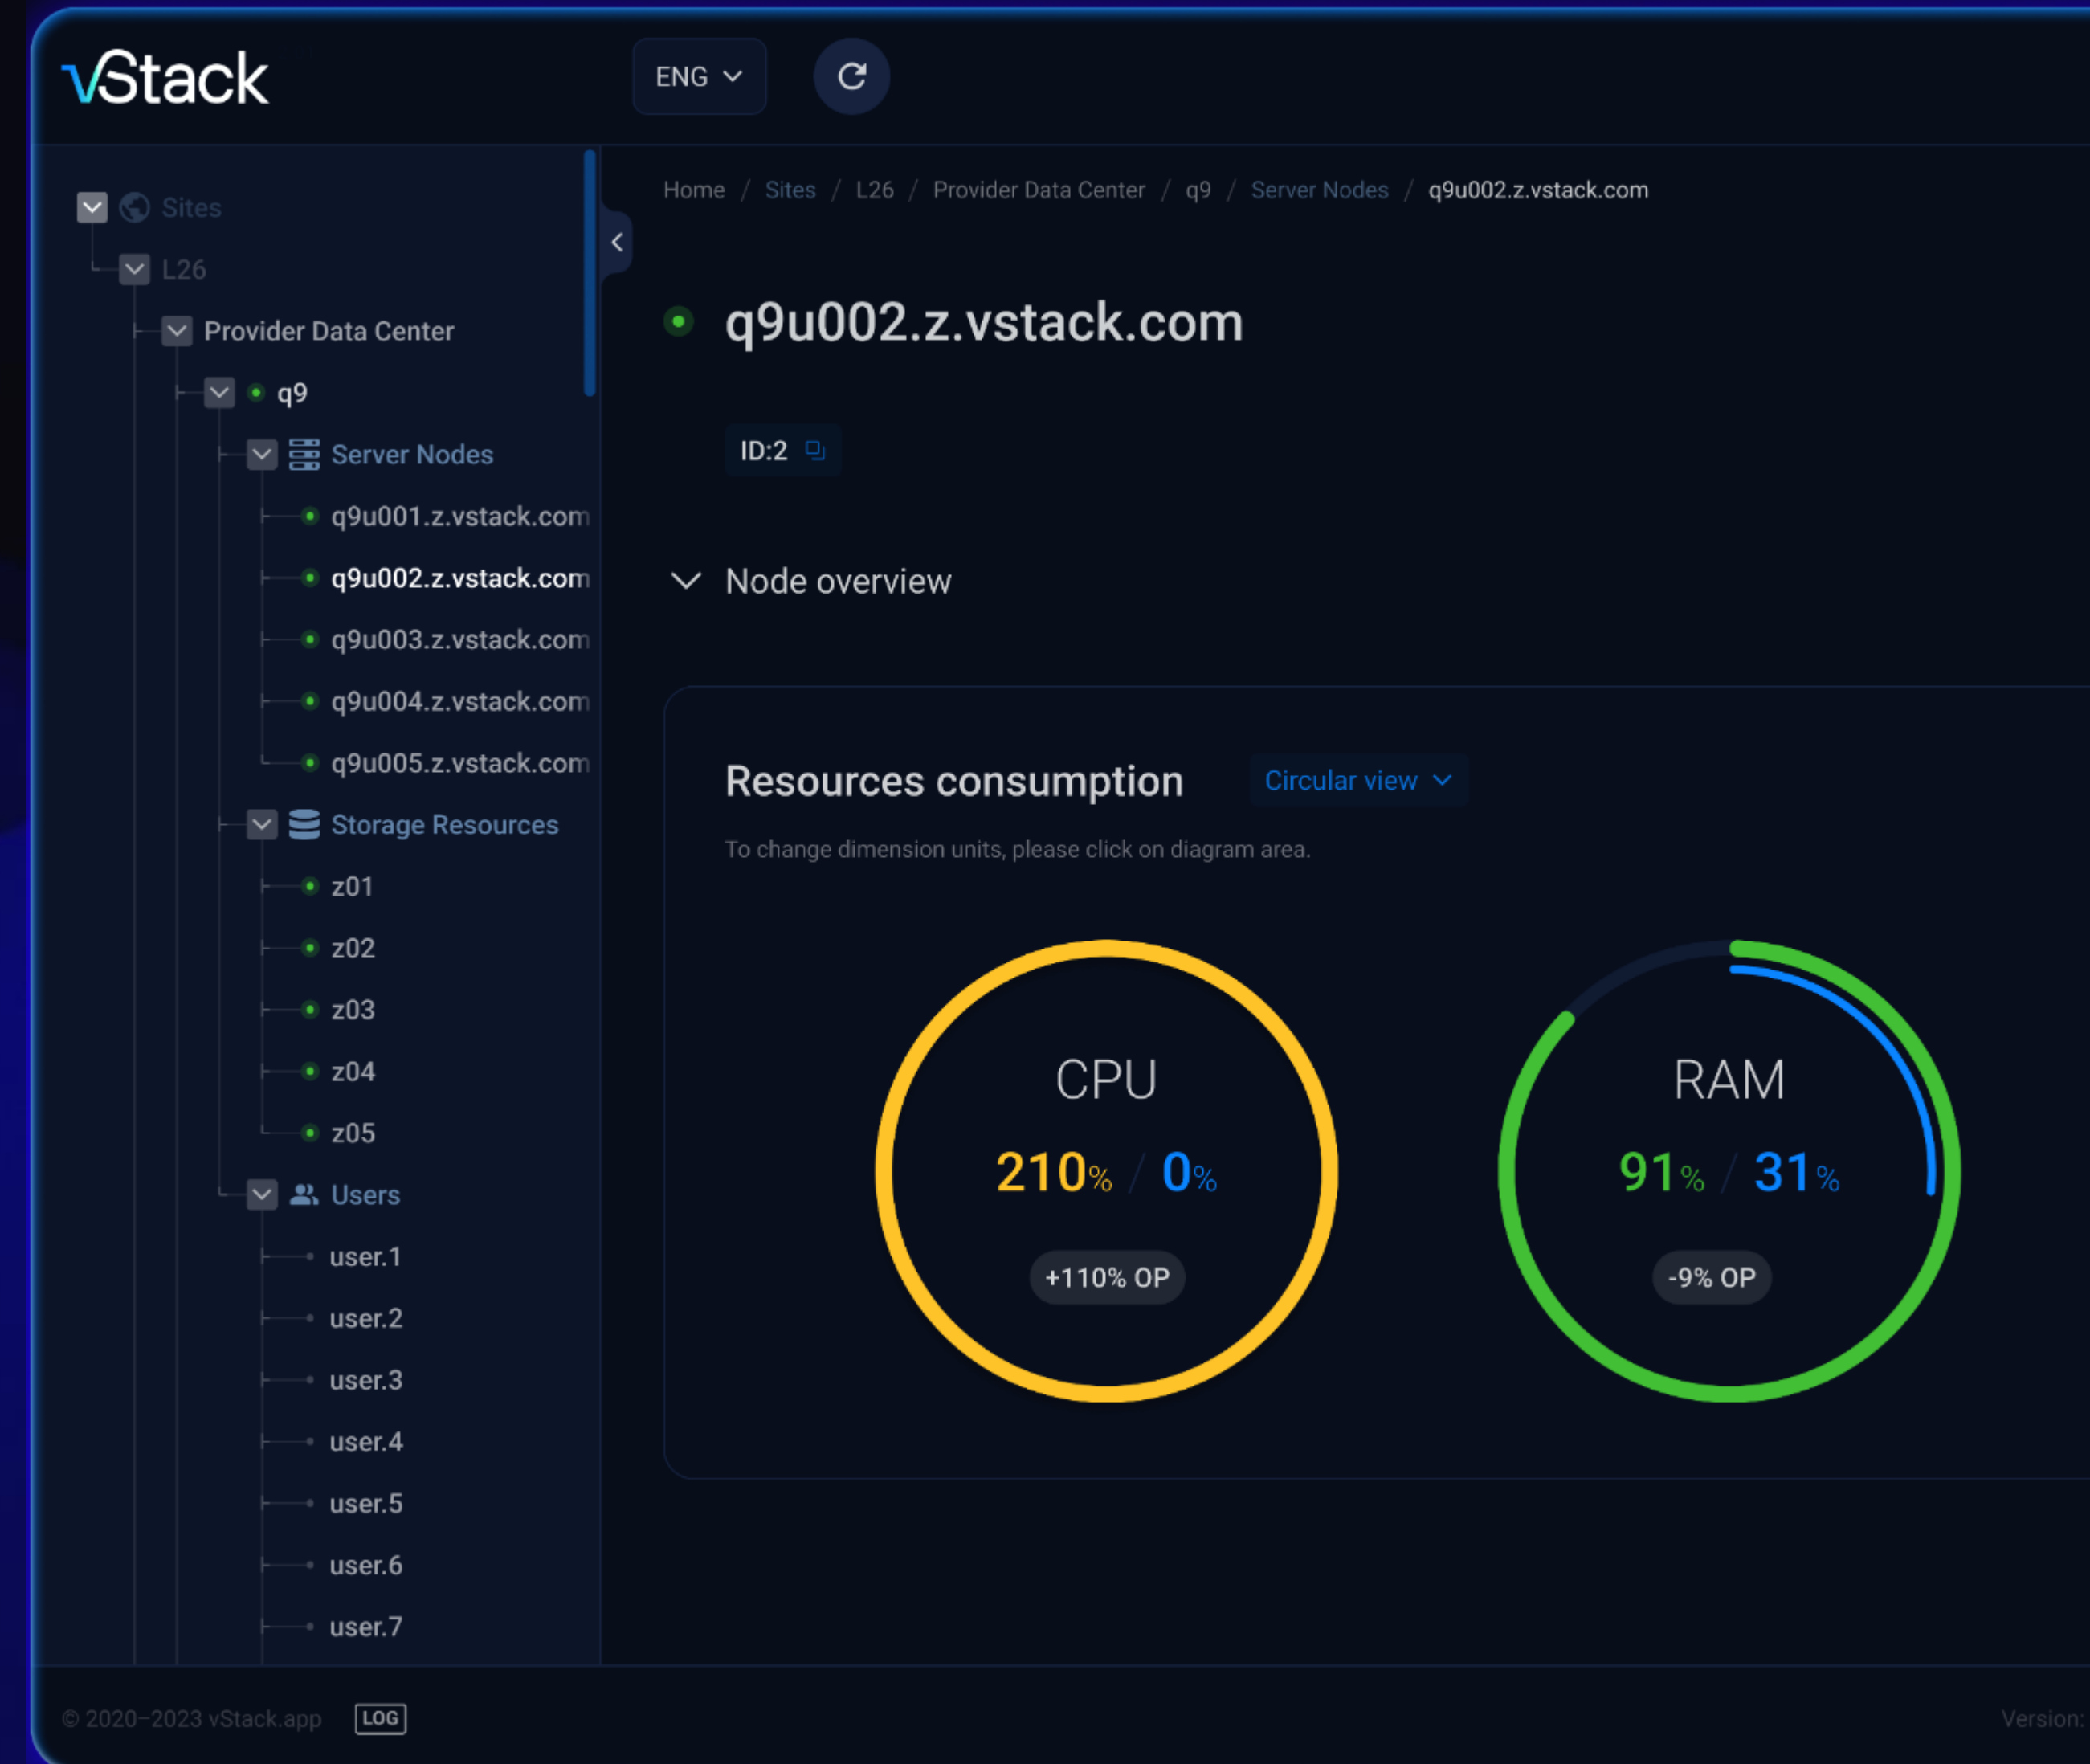 vStack
ENG
Sites
L26
Provider Data Center
q9
Server Nodes
q9u001.z.vstack.com
q9u002.z.vstack.com
q9u003.z.vstack.com
q9u004.z.vstack.com
q9u005.z.vstack.com
Storage Resources
z01
z02
z03
z04
z05
Users
user.1
user.2
user.3
user.4
user.5
user.6
user.7
Home / Sites / L26 / Provider Data Center / q9 / Server Nodes / q9u002.z.vstack.com
q9u002.z.vstack.com
ID:2
Node overview
Resources consumption
Circular view
To change dimension units, please click on diagram area.
CPU
210% / 0%
+110% OP
RAM
91% / 31%
-9% OP
© 2020–2023 vStack.app
LOG
Version: